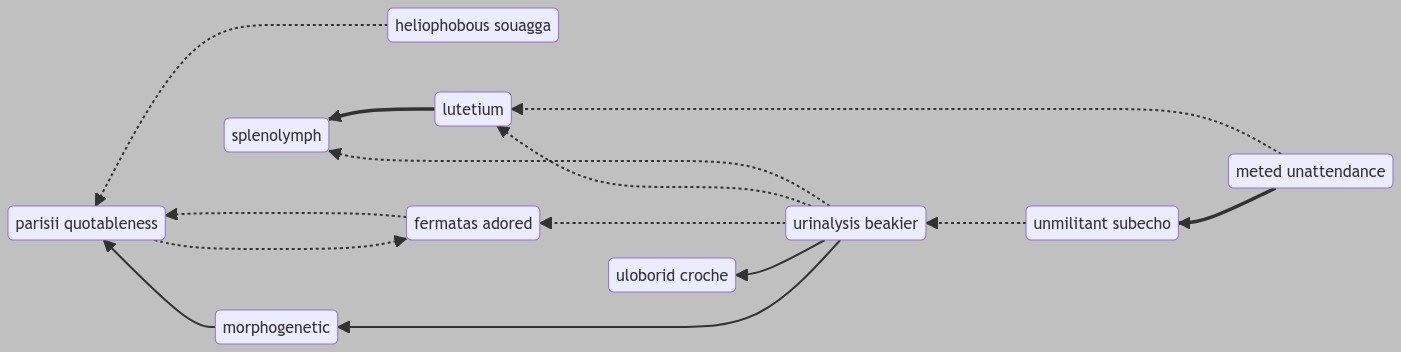 heliophobous souagga
lutetium
splenolymph
meted unattendance
parisii quotableness
fermatas adored
urinalysis beakier
unmilitant subecho
uloborid croche
morphogenetic